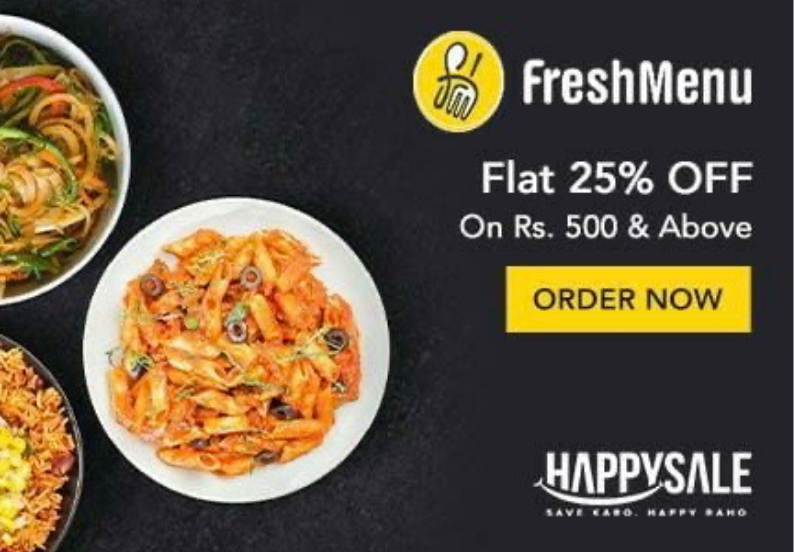 FreshMenu
Flat 25% OFF
On Rs. 500 & Above
ORDER NOW
HAPPYSALE
SAVE KARO. HAPPY RAHO